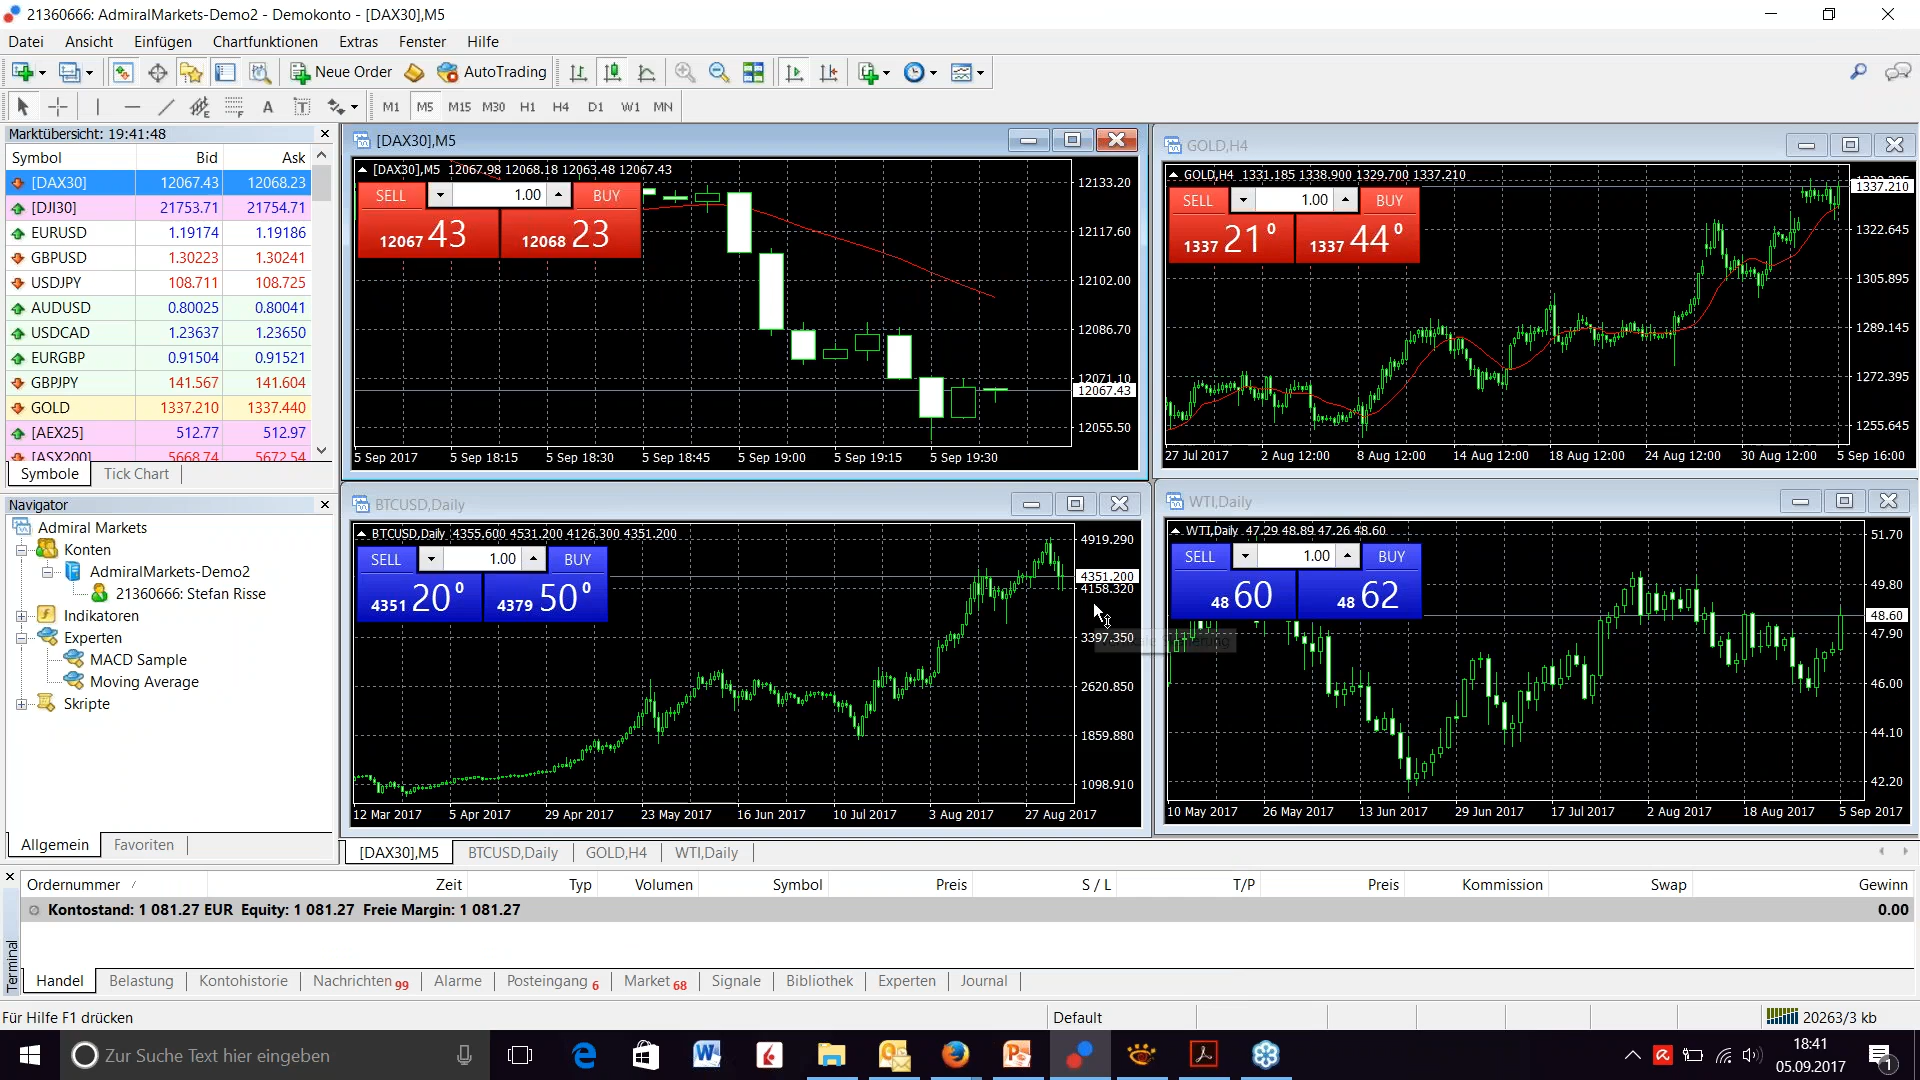 21360666: AdmiralMarkets-Demo2 - Demokonto - [DAX30],M5
Datei Ansicht Einfügen Chartfunktionen Extras Fenster Hilfe
Neue Order AutoTrading
A T M1 M5 M15 M30 H1 H4 D1 W1 MN
Marktübersicht: 19:41:48
Symbol Bid Ask
[DAX30] 12067.43 12068.23
[DJI30] 21753.71 21754.71
EURUSD 1.19174 1.19186
GBPUSD 1.30223 1.30241
USDJPY 108.711 108.725
AUDUSD 0.80025 0.80041
USDCAD 1.23637 1.23650
EURGBP 0.91504 0.91521
GBPJPY 141.567 141.604
GOLD 1337.210 1337.440
[AEX25] 512.77 512.97
[ASX200] 5668.74 5672.54
Symbole Tick Chart
Navigator
Admiral Markets
Konten
AdmiralMarkets-Demo2
21360666: Stefan Risse
Indikatoren
Experten
MACD Sample
Moving Average
Skripte
Allgemein Favoriten
[DAX30],M5
[DAX30],M5 12067.98 12068.18 12063.48 12067.43
SELL 1.00 BUY
12067 43 12068 23
12133.20
12117.60
12102.00
12086.70
12071.10
12067.43
12055.50
5 Sep 2017 5 Sep 18:15 5 Sep 18:30 5 Sep 18:45 5 Sep 19:00 5 Sep 19:15 5 Sep 19:30
GOLD,H4
GOLD,H4 1331.185 1338.900 1329.700 1337.210
SELL 1.00 BUY
1337 21 0 1337 44 0
1337.210
1322.645
1305.895
1289.145
1272.395
1255.645
27 Jul 2017 2 Aug 12:00 8 Aug 12:00 14 Aug 12:00 18 Aug 12:00 24 Aug 12:00 30 Aug 12:00 5 Sep 16:00
BTCUSD,Daily
BTCUSD,Daily 4355.600 4531.200 4126.300 4351.200
SELL 1.00 BUY
4351 20 0 4379 50 0
4919.290
4351.200
4158.320
3397.350
2620.850
1859.880
1098.910
12 Mar 2017 5 Apr 2017 29 Apr 2017 23 May 2017 16 Jun 2017 10 Jul 2017 3 Aug 2017 27 Aug 2017
WTI,Daily
WTI,Daily 47.29 48.89 47.26 48.60
SELL 1.00 BUY
48 60 48 62
51.70
49.80
48.60
47.90
46.00
44.10
42.20
10 May 2017 26 May 2017 13 Jun 2017 29 Jun 2017 17 Jul 2017 2 Aug 2017 18 Aug 2017 5 Sep 2017
[DAX30],M5 BTCUSD,Daily GOLD,H4 WTI,Daily
Ordernummer / Zeit Typ Volumen Symbol Preis S / L T/P Preis Kommission Swap Gewinn
Kontostand: 1 081.27 EUR Equity: 1 081.27 Freie Margin: 1 081.27 0.00
Terminal
Handel Belastung Kontohistorie Nachrichten 99 Alarme Posteingang 6 Market 68 Signale Bibliothek Experten Journal
Für Hilfe F1 drücken Default 20263/3 kb
Zur Suche Text hier eingeben
18:41
05.09.2017
1